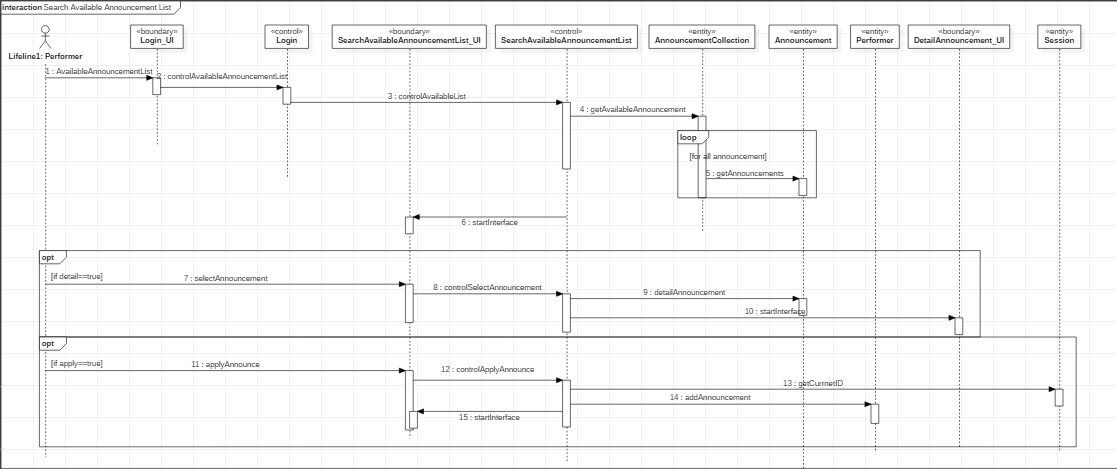 interaction Search Available Announcement List
«boundary»
Login_UI
«control»
Login
«boundary»
SearchAvailableAnnouncementList_UI
«control»
SearchAvailableAnnouncementList
«entity»
AnnouncementCollection
«entity»
Announcement
«entity»
Performer
«boundary»
DetailAnnouncement_UI
«entity»
Session
Lifeline1: Performer
1 : AvailableAnnouncementList
2 : controlAvailableAnnouncementList
3 : controlAvailableList
4 : getAvailableAnnouncement
loop
[for all announcement]
5 : getAnnouncements
6 : startInterface
opt
[if detail==true]
7 : selectAnnouncement
8 : controlSelectAnnouncement
9 : detailAnnouncement
10 : startInterface
opt
[if apply==true]
11 : applyAnnounce
12 : controlApplyAnnounce
13 : getCurrnetID
14 : addAnnouncement
15 : startInterface